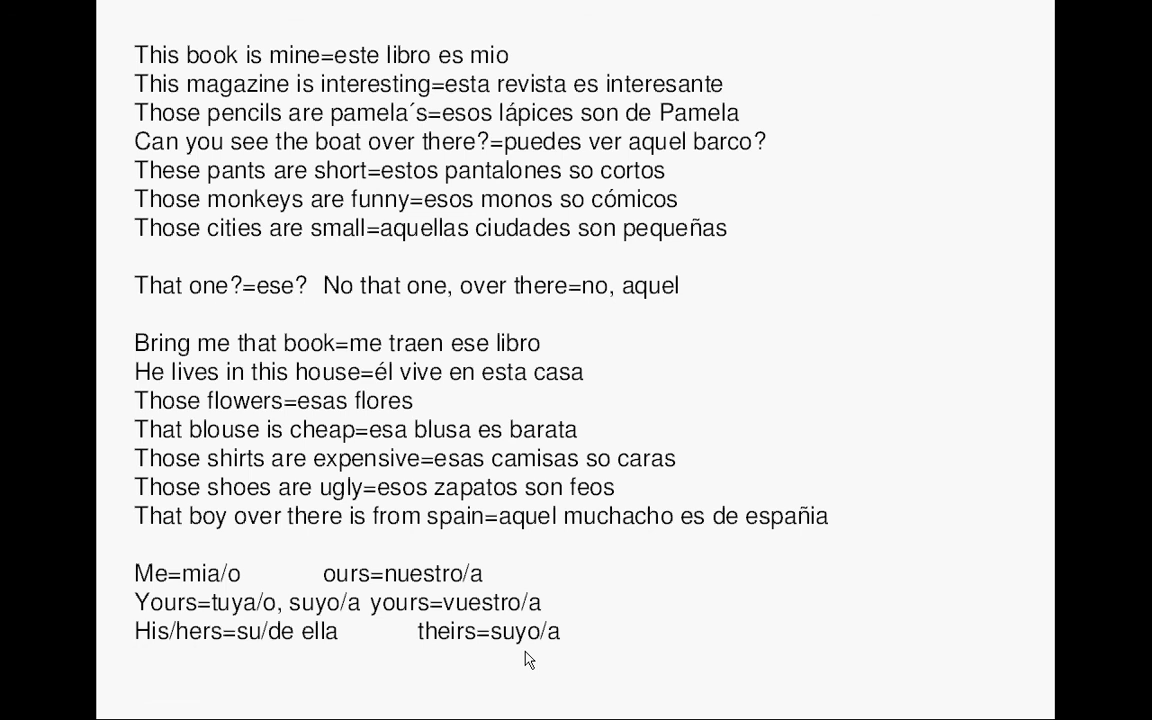 This book is mine=este libro es mio
This magazine is interesting=esta revista es interesante
Those pencils are pamela´s=esos lápices son de Pamela
Can you see the boat over there?=puedes ver aquel barco?
These pants are short=estos pantalones so cortos
Those monkeys are funny=esos monos so cómicos
Those cities are small=aquellas ciudades son pequeñas
That one?=ese? No that one, over there=no, aquel
Bring me that book=me traen ese libro
He lives in this house=él vive en esta casa
Those flowers=esas flores
That blouse is cheap=esa blusa es barata
Those shirts are expensive=esas camisas so caras
Those shoes are ugly=esos zapatos son feos
That boy over there is from spain=aquel muchacho es de españia
Me=mia/o ours=nuestro/a
Yours=tuya/o, suyo/a yours=vuestro/a
His/hers=su/de ella theirs=suyo/a